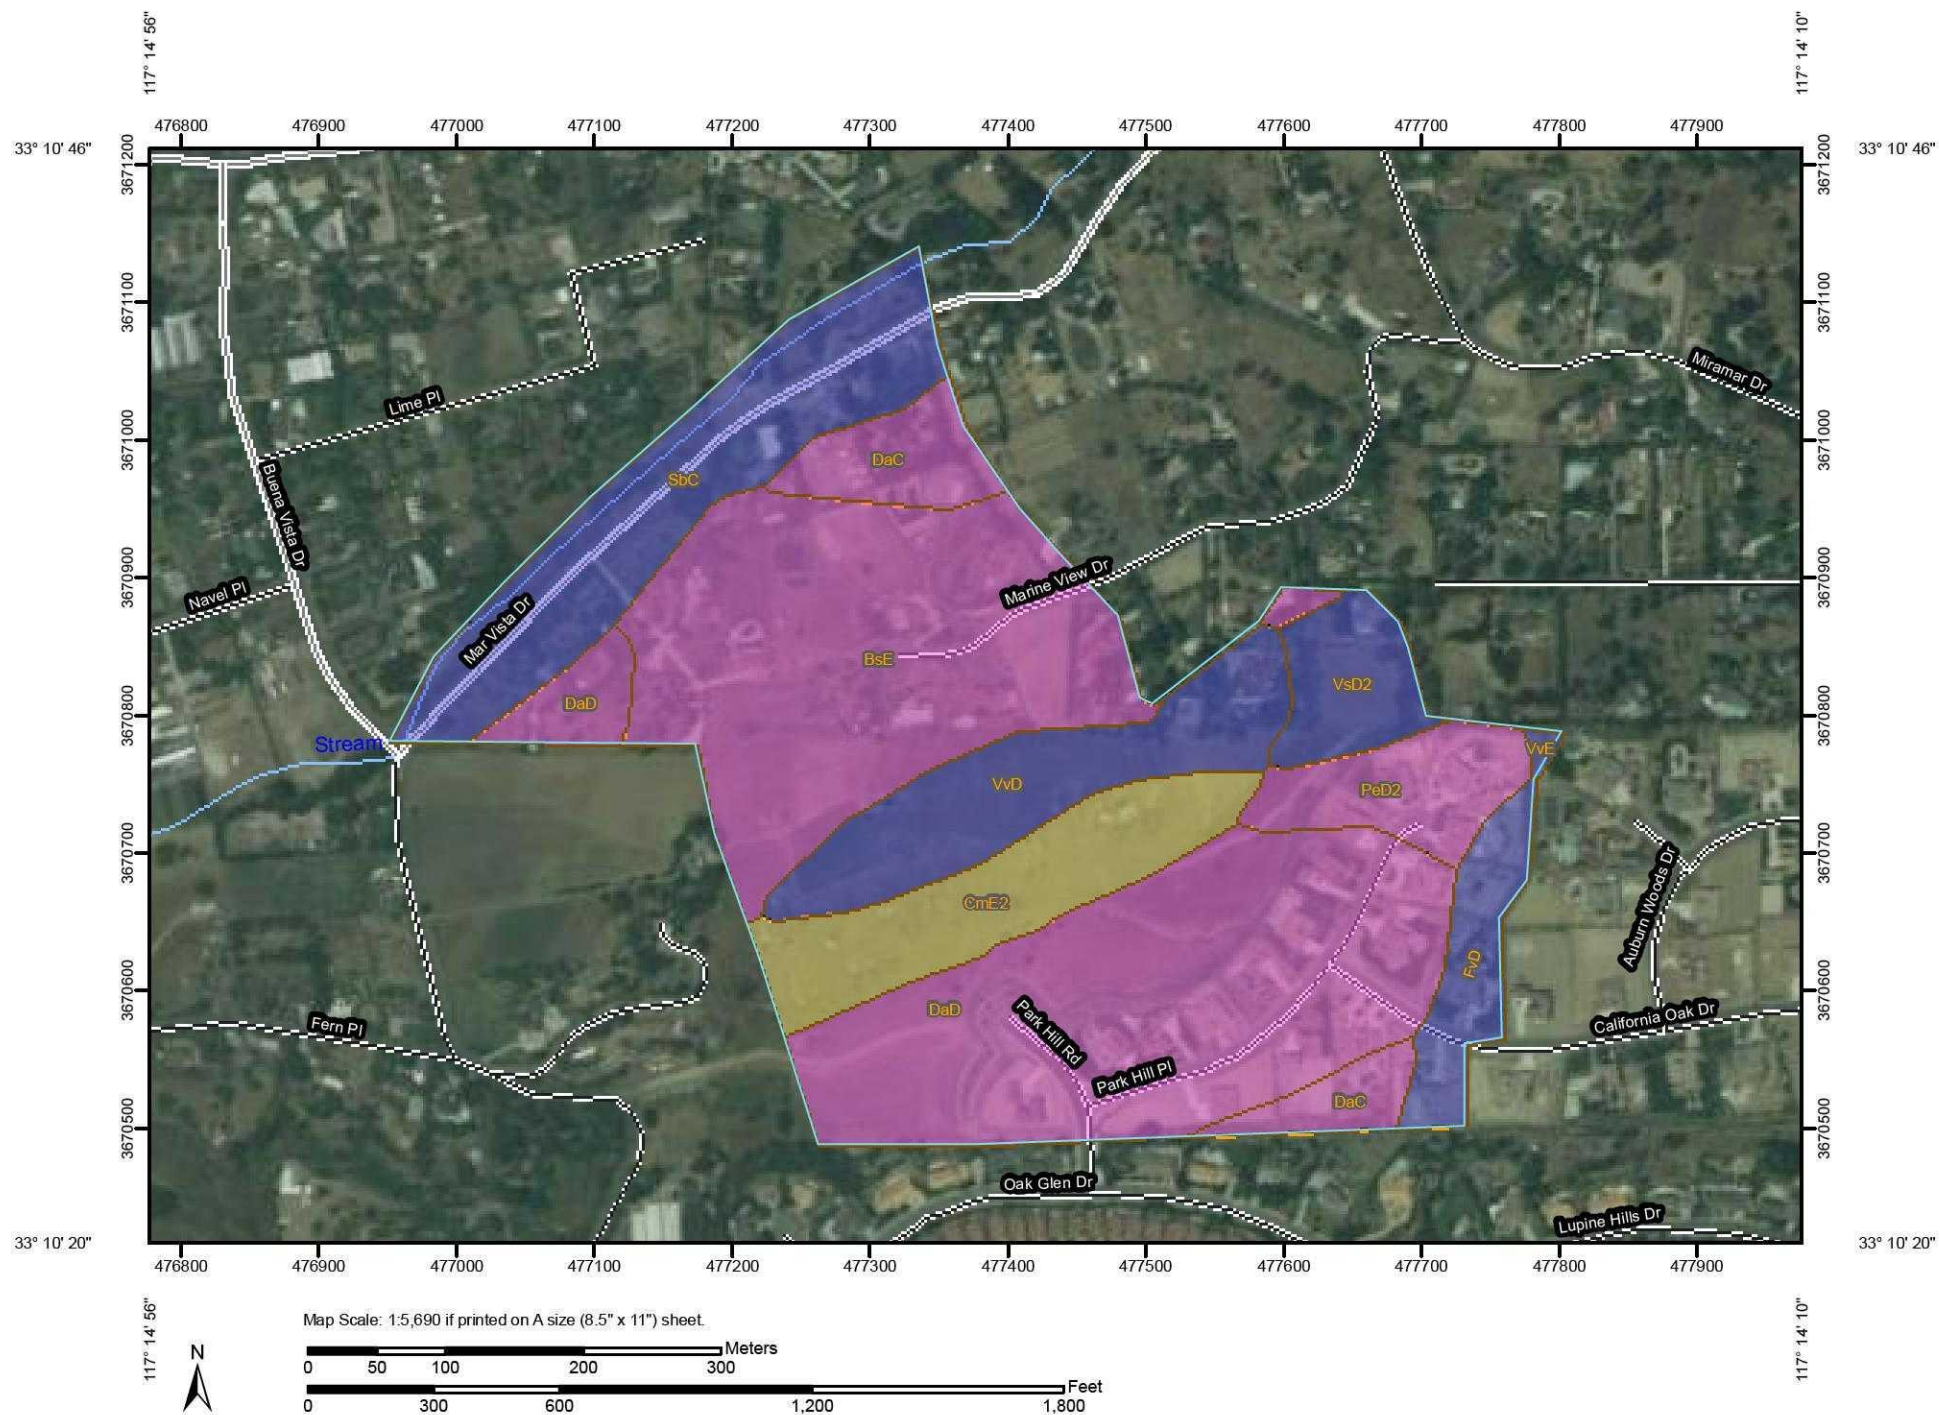 117° 14' 56"
117° 14' 10"
476800 476900 477000 477100 477200 477300 477400 477500 477600 477700 477800 477900
33° 10' 46"
33° 10' 46"
3671200
3671200
3671100
3671100
Miramar Dr
Lime Pl
3671000
3671000
DaC
SbC
Buena Vista Dr
3670900
3670900
Marine View Dr
Navel Pl
Mar Vista Dr
BsE
VsD2
DaD
3670800
3670800
Stream
VvE
VvD
PeD2
3670700
3670700
CmE2
Auburn Woods Dr
FvD
3670600
3670600
DaD
Park Hill Rd
California Oak Dr
Fern Pl
Park Hill Pl
DaC
3670500
3670500
Oak Glen Dr
Lupine Hills Dr
33° 10' 20"
33° 10' 20"
476800 476900 477000 477100 477200 477300 477400 477500 477600 477700 477800 477900
117° 14' 56"
117° 14' 10"
Map Scale: 1:5,690 if printed on A size (8.5" x 11") sheet.
N
Meters
0 50 100 200 300
Feet
0 300 600 1,200 1,800